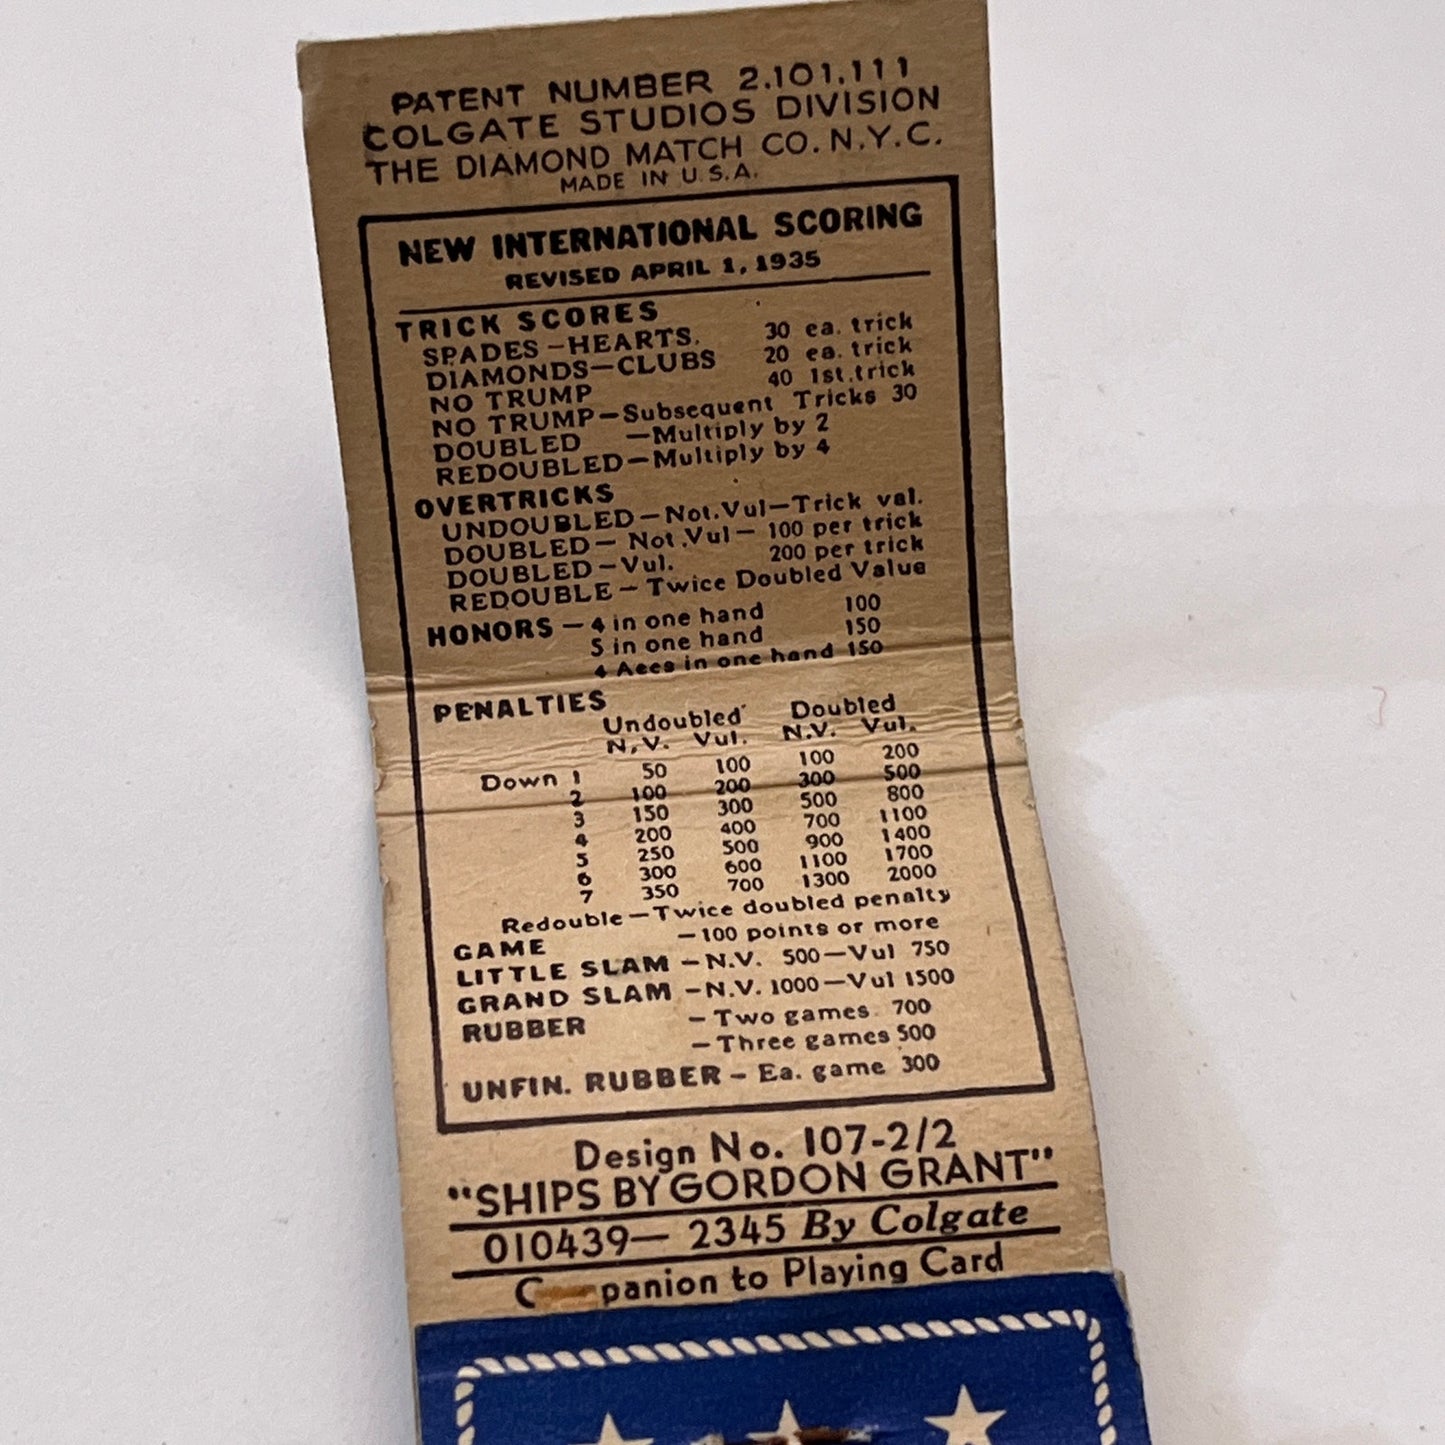 PATENT NUMBER 2.101.111
COLGATE STUDIOS DIVISION
THE DIAMOND MATCH CO. N.Y.C.
MADE IN U.S.A.
NEW INTERNATIONAL SCORING
REVISED APRIL 1, 1935
TRICK SCORES
SPADES—HEARTS. 30 ea. trick
DIAMONDS—CLUBS 20 ea. trick
NO TRUMP 40 1st.trick
NO TRUMP—Subsequent Tricks 30
DOUBLED —Multiply by 2
REDOUBLED—Multiply by 4
OVERTRICKS
UNDOUBLED—Not.Vul—Trick val.
DOUBLED— Not.Vul— 100 per trick
DOUBLED—Vul. 200 per trick
REDOUBLE—Twice Doubled Value
HONORS—4 in one hand 100
5 in one hand 150
4 Aces in one hand 150
PENALTIES
Undoubled Doubled
N.V. Vul. N.V. Vul.
Down 1 50 100 100 200
2 100 200 300 500
3 150 300 500 800
4 200 400 700 1100
5 250 500 900 1400
6 300 600 1100 1700
7 350 700 1300 2000
Redouble—Twice doubled penalty
GAME —100 points or more
LITTLE SLAM —N.V. 500—Vul 750
GRAND SLAM —N.V. 1000—Vul 1500
RUBBER —Two games 700
—Three games 500
UNFIN. RUBBER— Ea. game 300
Design No. 107-2/2
"SHIPS BY GORDON GRANT"
010439— 2345 By Colgate
to Playing Card